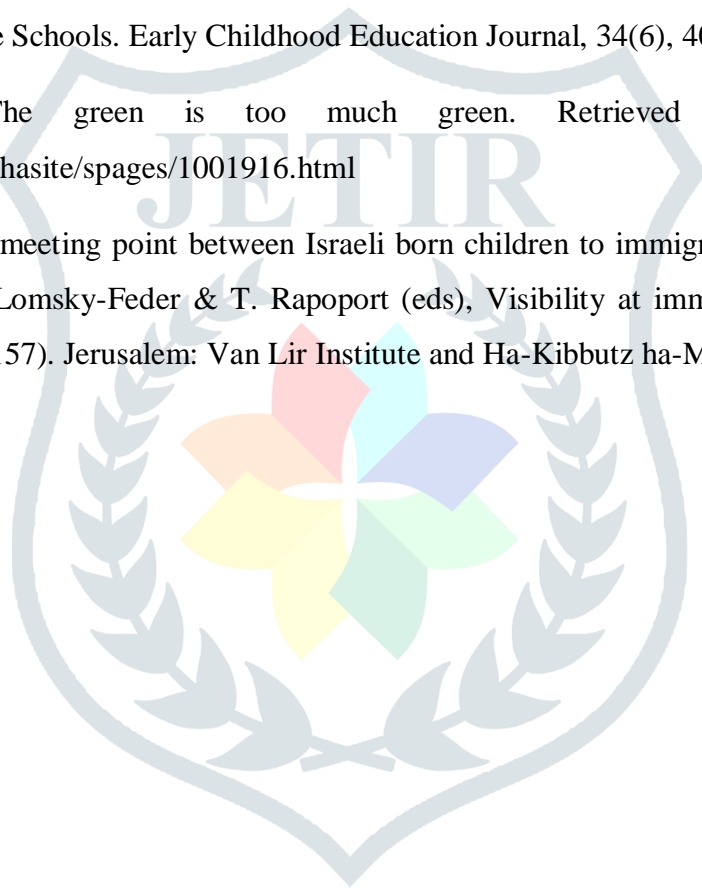 e Schools. Early Childhood Education Journal, 34(6), 40
The green is too much green. Retrieved
hasite/spages/1001916.html
meeting point between Israeli born children to immigr
Lomsky-Feder & T. Rapoport (eds), Visibility at imm
157). Jerusalem: Van Lir Institute and Ha-Kibbutz ha-M
JETIR